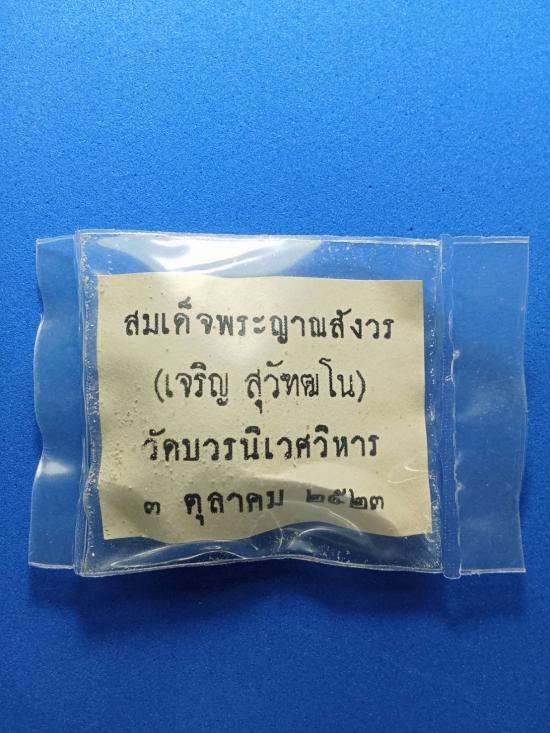 สมเด็จพระญาณสังวร
(เจริญ สุวัฑฒโน)
วัดบวรนิเวศวิหาร
๓ ตุลาคม ๒๕๒๓